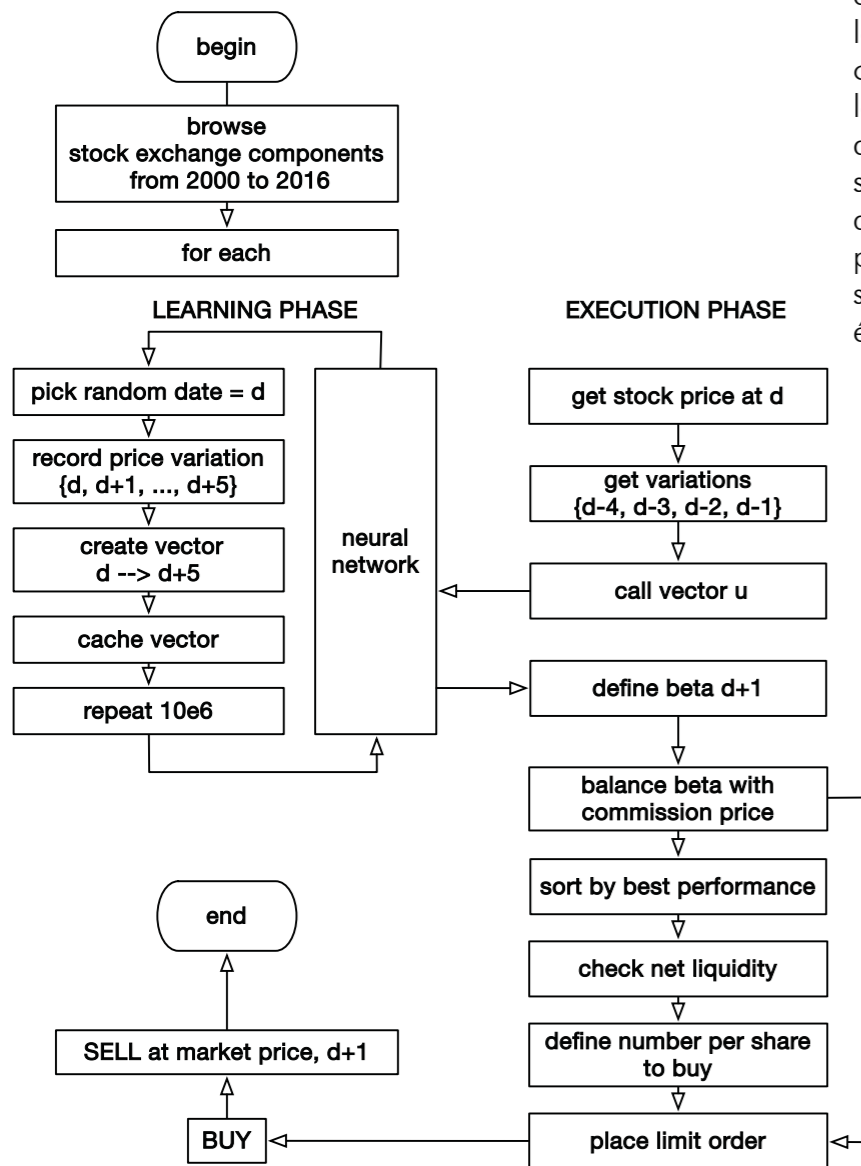 begin
browse
stock exchange components
from 2000 to 2016
for each
LEARNING PHASE
pick random date = d
record price variation
{d, d+1, ..., d+5}
create vector
d --> d+5
cache vector
repeat 10e6
neural
network
EXECUTION PHASE
get stock price at d
get variations
{d-4, d-3, d-2, d-1}
call vector u
define beta d+1
balance beta with
commission price
sort by best performance
check net liquidity
define number per share
to buy
place limit order
BUY
SELL at market price, d+1
end